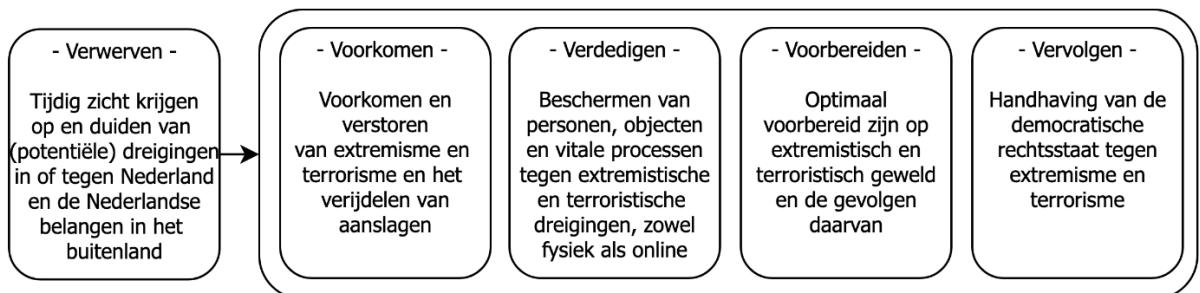 - Verwerven -
Tijdig zicht krijgen
op en duiden van
(potentiële) dreigingen
in of tegen Nederland
en de Nederlandse
belangen in het
buitenland
- Voorkomen -
Voorkomen en
verstoren
van extremisme en
terrorisme en het
verijdelen van
aanslagen
- Verdedigen -
Beschermen van
personen, objecten
en vitale processen
tegen extremistische
en terroristische
dreigingen, zowel
fysiek als online
- Voorbereiden -
Optimaal
voorbereid zijn op
extremistisch en
terroristisch geweld
en de gevolgen
daarvan
- Vervolgen -
Handhaving van de
democratische
rechtsstaat tegen
extremisme en
terrorisme